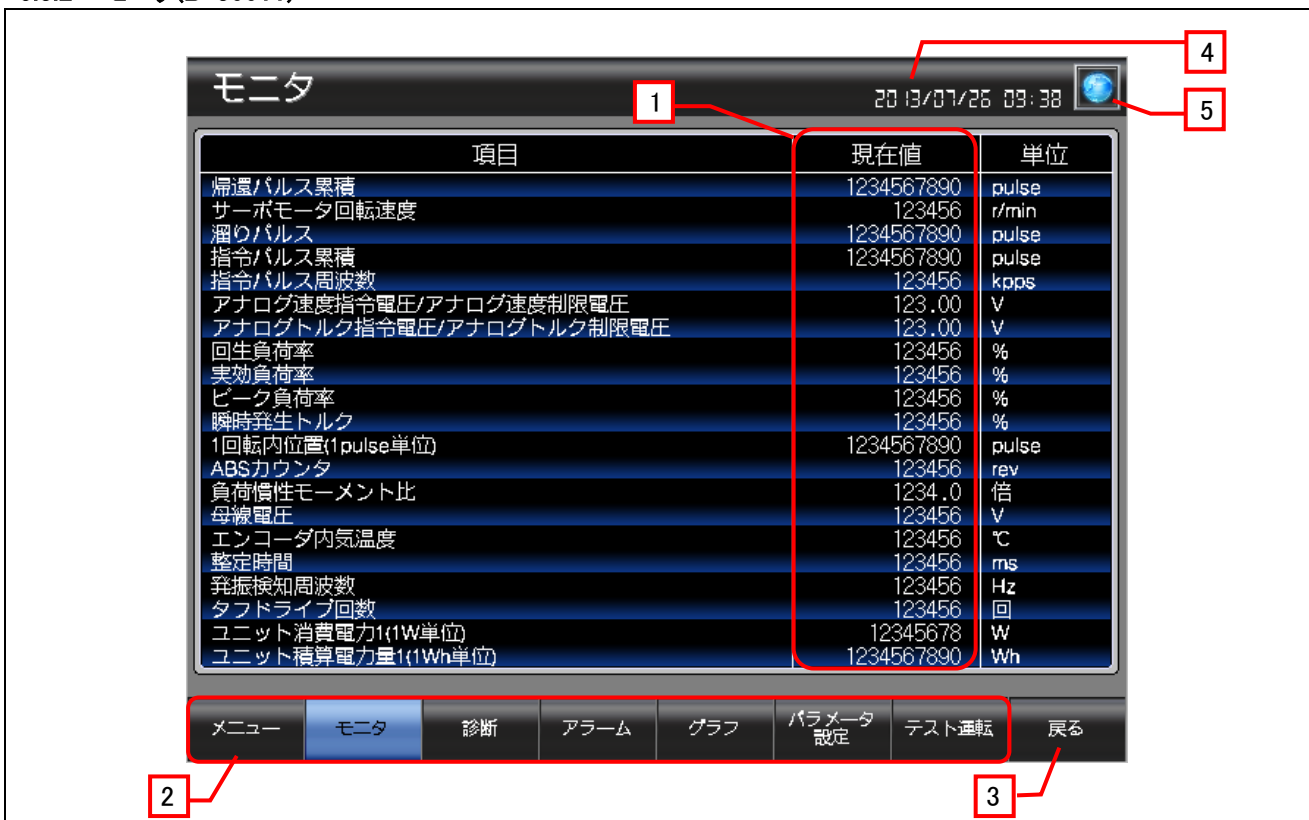 モニタ
2013/07/26 09:38
4
1
5
項目 現在値 単位
帰還パルス累積 1234567890 pulse
サーボモータ回転速度 123456 r/min
溜りパルス 1234567890 pulse
指令パルス累積 1234567890 pulse
指令パルス周波数 123456 kpps
アナログ速度指令電圧/アナログ速度制限電圧 123.00 V
アナログトルク指令電圧/アナログトルク制限電圧 123.00 V
回生負荷率 123456 %
実効負荷率 123456 %
ピーク負荷率 123456 %
瞬時発生トルク 123456 %
1回転内位置(1pulse単位) 1234567890 pulse
ABSカウンタ 123456 rev
負荷慣性モーメント比 1234.0 倍
母線電圧 123456 V
エンコーダ内気温度 123456 ℃
整定時間 123456 ms
発振検知周波数 123456 Hz
タフドライブ回数 123456 回
ユニット消費電力1(1W単位) 12345678 W
ユニット積算電力量1(1Wh単位) 1234567890 Wh
メニュー モニタ 診断 アラーム グラフ パラメータ設定 テスト運転 戻る
2
3